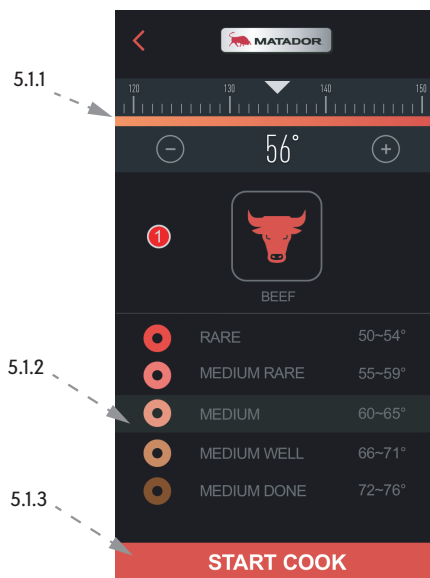 MATADOR
5.1.1
120 130 140 150
56°
1
BEEF
RARE 50~54°
MEDIUM RARE 55~59°
5.1.2
MEDIUM 60~65°
MEDIUM WELL 66~71°
MEDIUM DONE 72~76°
5.1.3
START COOK